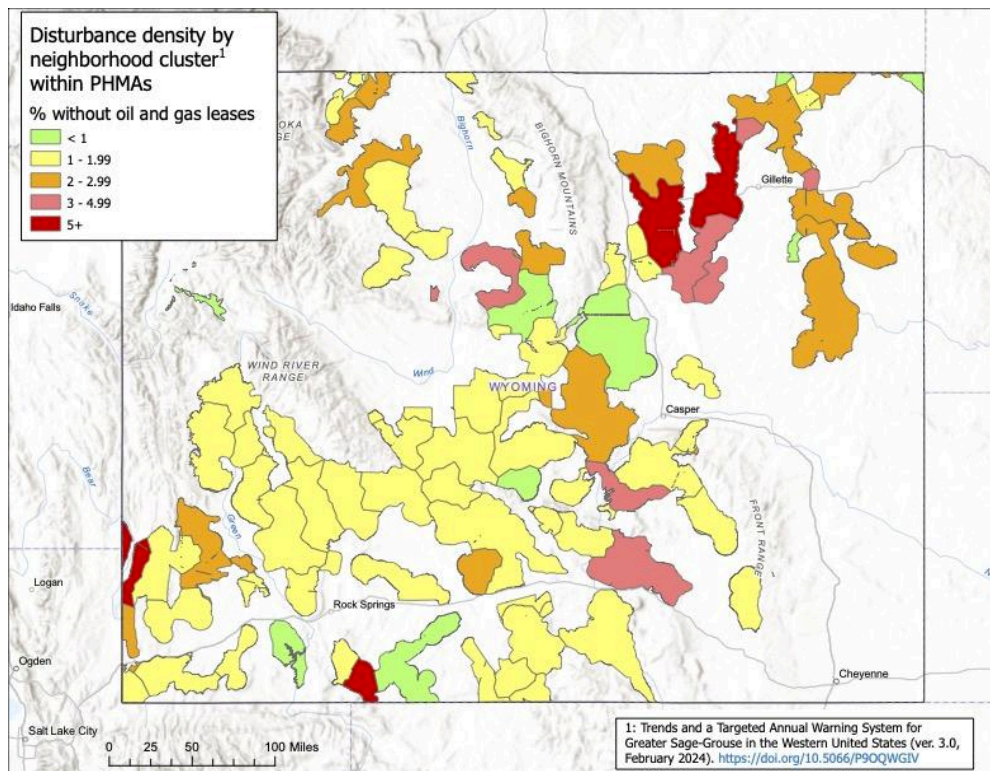 Disturbance density by
neighborhood cluster1
within PHMAs
% without oil and gas leases
< 1
1 - 1.99
2 - 2.99
3 - 4.99
5+
OKA
GE
Bighorn
BIGHORN MOUNTAINS
Gillette
Idaho Falls
Snake
WIND RIVER
RANGE
Wind
WYOMING
Casper
Bear
Green
FRONT RANGE
Logan
Rock Springs
Ogden
Cheyenne
Salt Lake City
0 25 50 100 Miles
1: Trends and a Targeted Annual Warning System for
Greater Sage-Grouse in the Western United States (ver. 3.0,
February 2024). https://doi.org/10.5066/P9OQWGIV